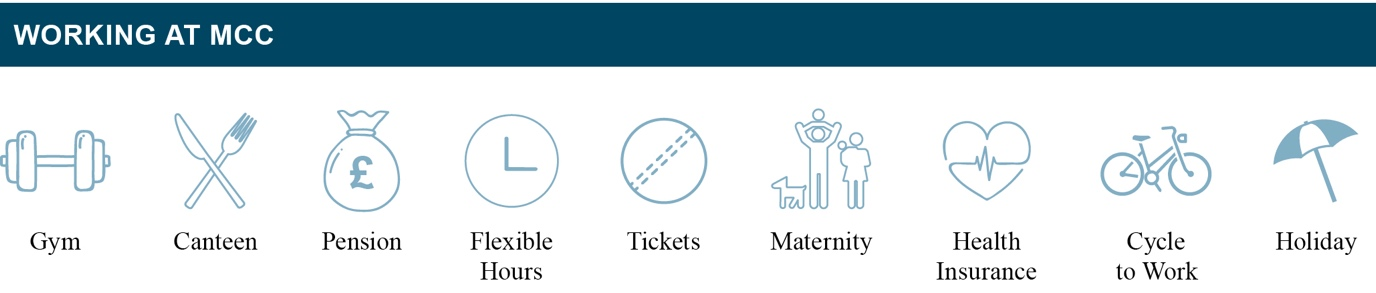 WORKING AT MCC
£
Gym
Canteen
Pension
Flexible
Hours
Tickets
Maternity
Health
Insurance
Cycle
to Work
Holiday